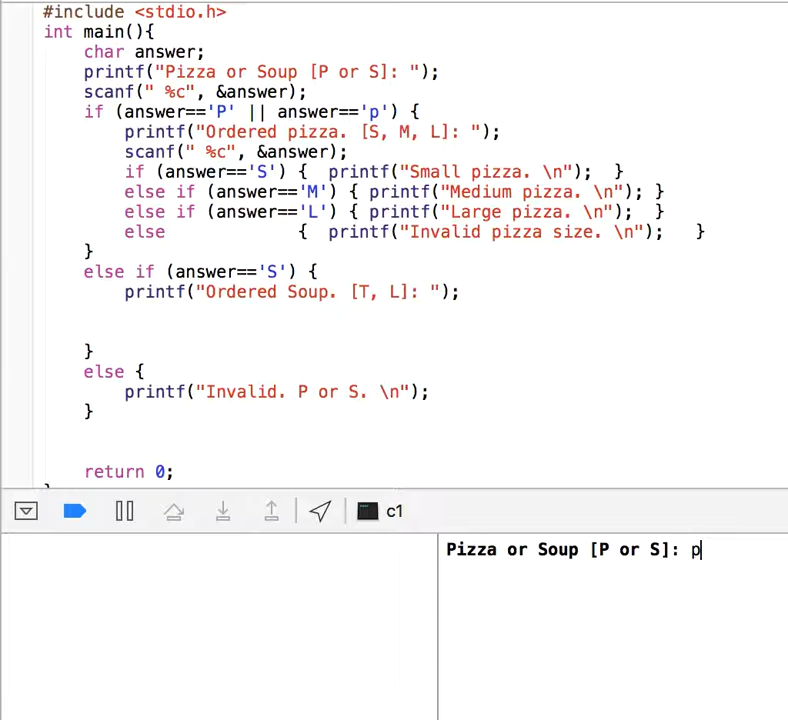 #include <stdio.h>
int main(){
    char answer;
    printf("Pizza or Soup [P or S]: ");
    scanf(" %c", &answer);
    if (answer=='P' || answer=='p') {
        printf("Ordered pizza. [S, M, L]: ");
        scanf(" %c", &answer);
        if (answer=='S') {  printf("Small pizza. \n");  }
        else if (answer=='M') { printf("Medium pizza. \n"); }
        else if (answer=='L') { printf("Large pizza. \n");  }
        else             {  printf("Invalid pizza size. \n");   }
    }
    else if (answer=='S') {
        printf("Ordered Soup. [T, L]: ");
    }
    else {
        printf("Invalid. P or S. \n");
    }
    return 0;
c1
Pizza or Soup [P or S]: p